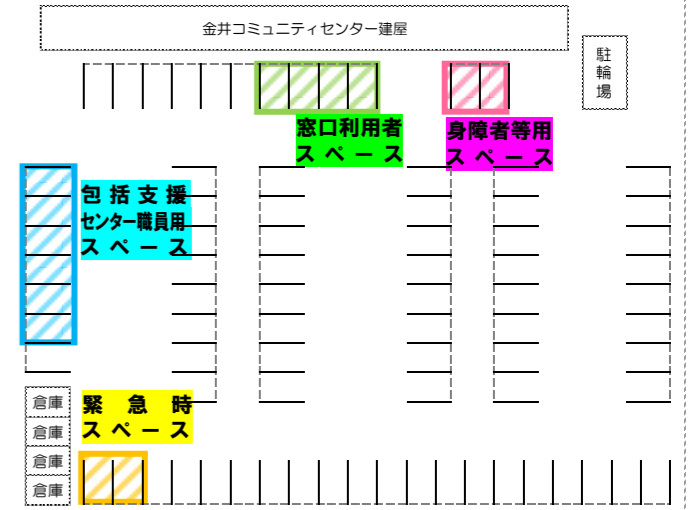 金井コミュニティセンター建屋
駐
輪
場
窓口利用者
スペース
身障者等用
スペース
包括支援
センター職員用
スペース
倉庫
倉庫
倉庫
倉庫
緊急時
スペース